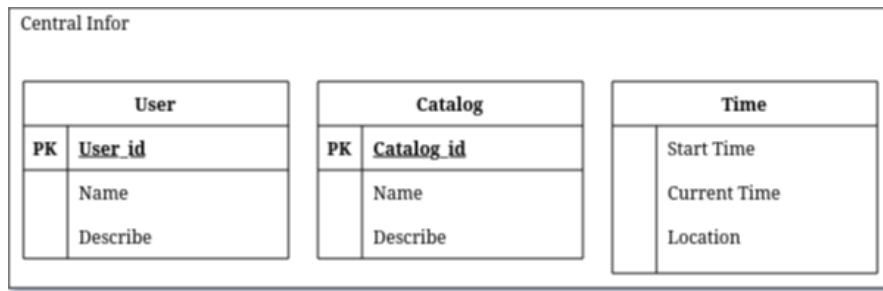 Central Infor
User
PK User_id
Name
Describe
Catalog
PK Catalog_id
Name
Describe
Time
Start Time
Current Time
Location